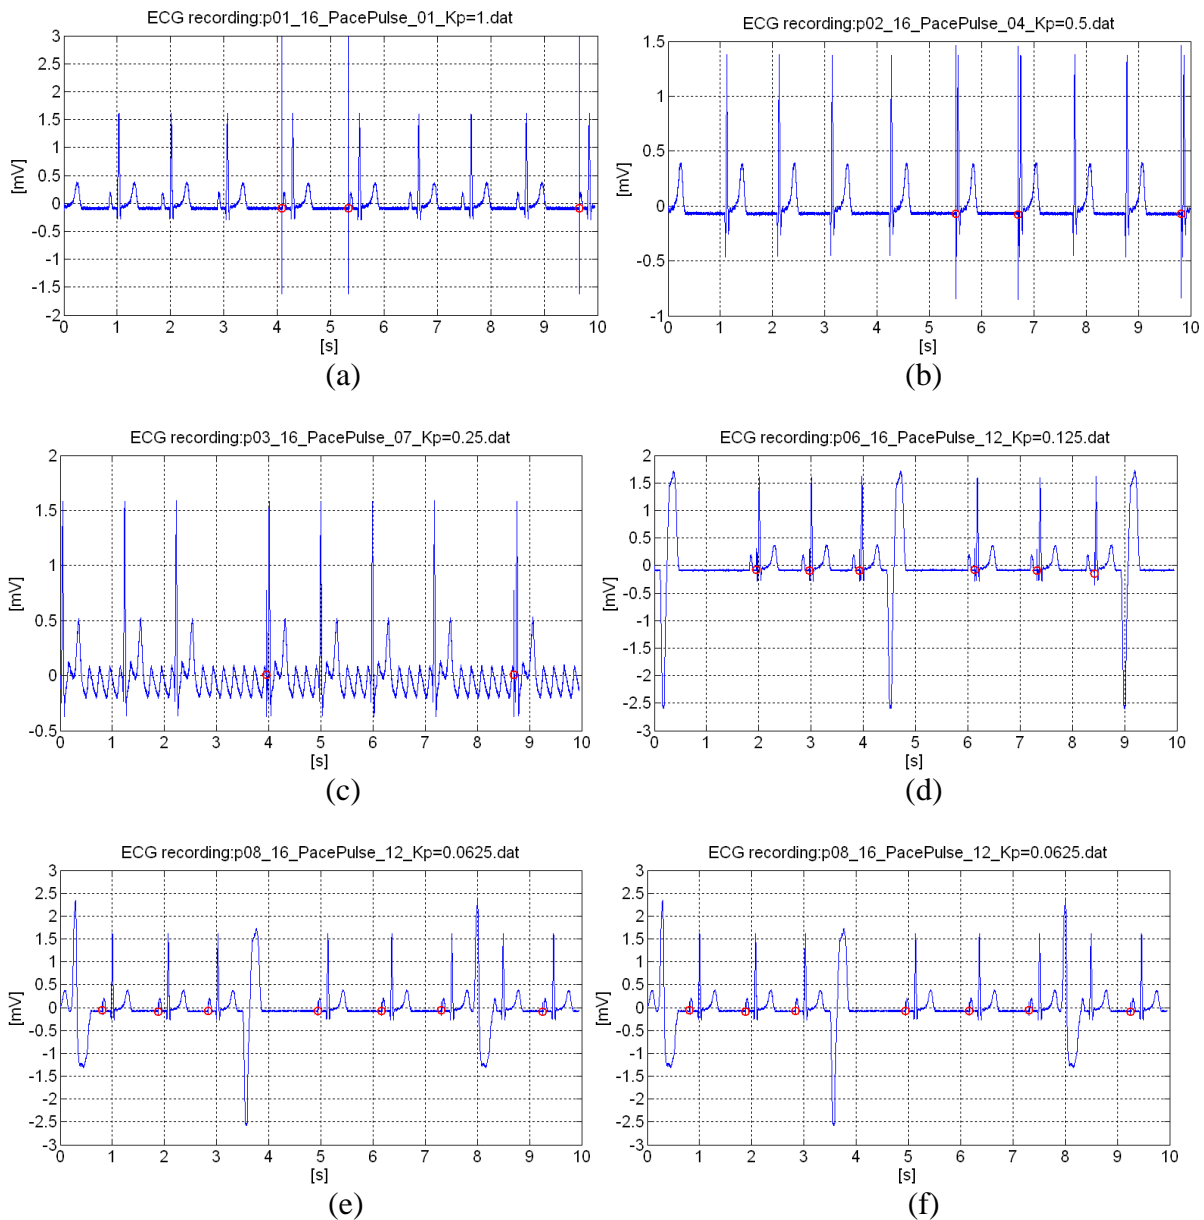 ECG recording:p01_16_PacePulse_01_Kp=1.dat
3
2.5
2
1.5
1
0.5
0
-0.5
-1
-1.5
-2
[mV]
0 1 2 3 4 5 6 7 8 9 10
[s]
(a)
ECG recording:p02_16_PacePulse_04_Kp=0.5.dat
1.5
1
0.5
0
-0.5
-1
[mV]
0 1 2 3 4 5 6 7 8 9 10
[s]
(b)
ECG recording:p03_16_PacePulse_07_Kp=0.25.dat
2
1.5
1
0.5
0
-0.5
[mV]
0 1 2 3 4 5 6 7 8 9 10
[s]
(c)
ECG recording:p06_16_PacePulse_12_Kp=0.125.dat
2
1.5
1
0.5
0
-0.5
-1
-1.5
-2
-2.5
-3
[mV]
0 1 2 3 4 5 6 7 8 9 10
[s]
(d)
ECG recording:p08_16_PacePulse_12_Kp=0.0625.dat
3
2.5
2
1.5
1
0.5
0
-0.5
-1
-1.5
-2
-2.5
-3
[mV]
0 1 2 3 4 5 6 7 8 9 10
[s]
(e)
ECG recording:p08_16_PacePulse_12_Kp=0.0625.dat
3
2.5
2
1.5
1
0.5
0
-0.5
-1
-1.5
-2
-2.5
-3
[mV]
0 1 2 3 4 5 6 7 8 9 10
[s]
(f)